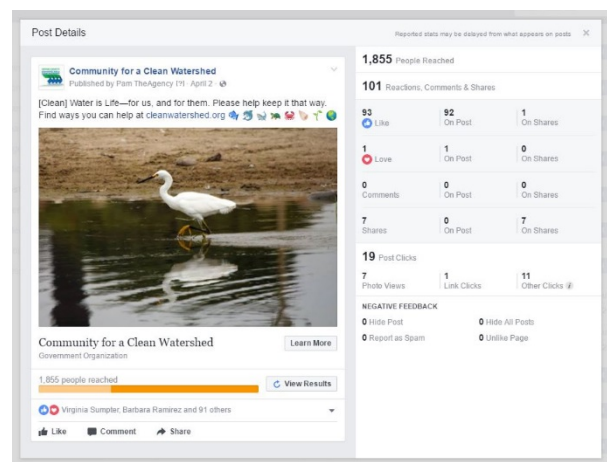 Post Details
Reported stats may be delayed from what appears on posts
Community for a Clean Watershed
Published by Pam TheAgency [?] · April 2 ·
[Clean] Water is Life—for us, and for them. Please help keep it that way.
Find ways you can help at cleanwatershed.org
Community for a Clean Watershed
Learn More
Government Organization
1,855 people reached
View Results
Virginia Sumpter, Barbara Ramirez and 91 others
Like Comment Share
1,855 People Reached
101 Reactions, Comments & Shares
93 92 1
Like On Post On Shares
1 1 0
Love On Post On Shares
0 0 0
Comments On Post On Shares
7 0 7
Shares On Post On Shares
19 Post Clicks
7 1 11
Photo Views Link Clicks Other Clicks
NEGATIVE FEEDBACK
0 Hide Post 0 Hide All Posts
0 Report as Spam 0 Unlike Page